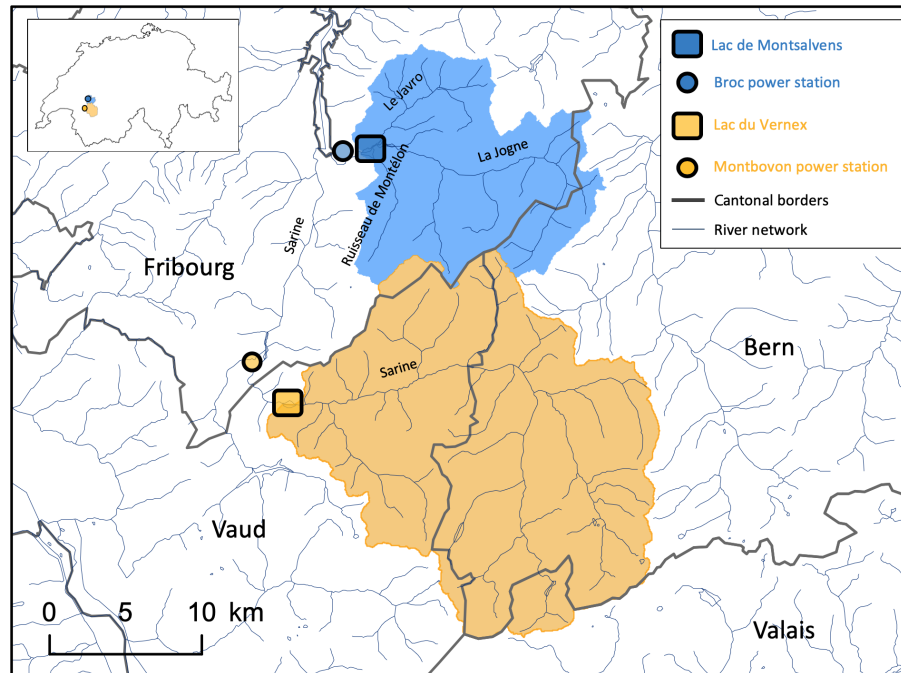 Lac de Montsalvens
Broc power station
Lac du Vernex
Montbovon power station
Cantonal borders
River network
Le Javro
La Jogne
Ruisseau de Montélon
Sarine
Fribourg
Sarine
Bern
Vaud
Valais
0 5 10 km